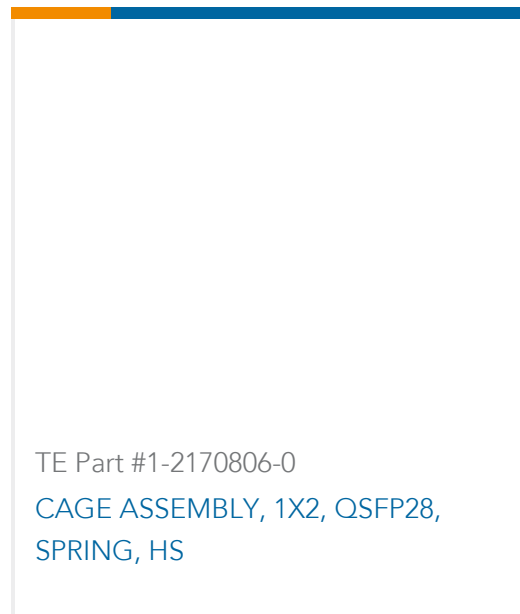 TE Part #1-2170806-0
CAGE ASSEMBLY, 1X2, QSFP28,
SPRING, HS